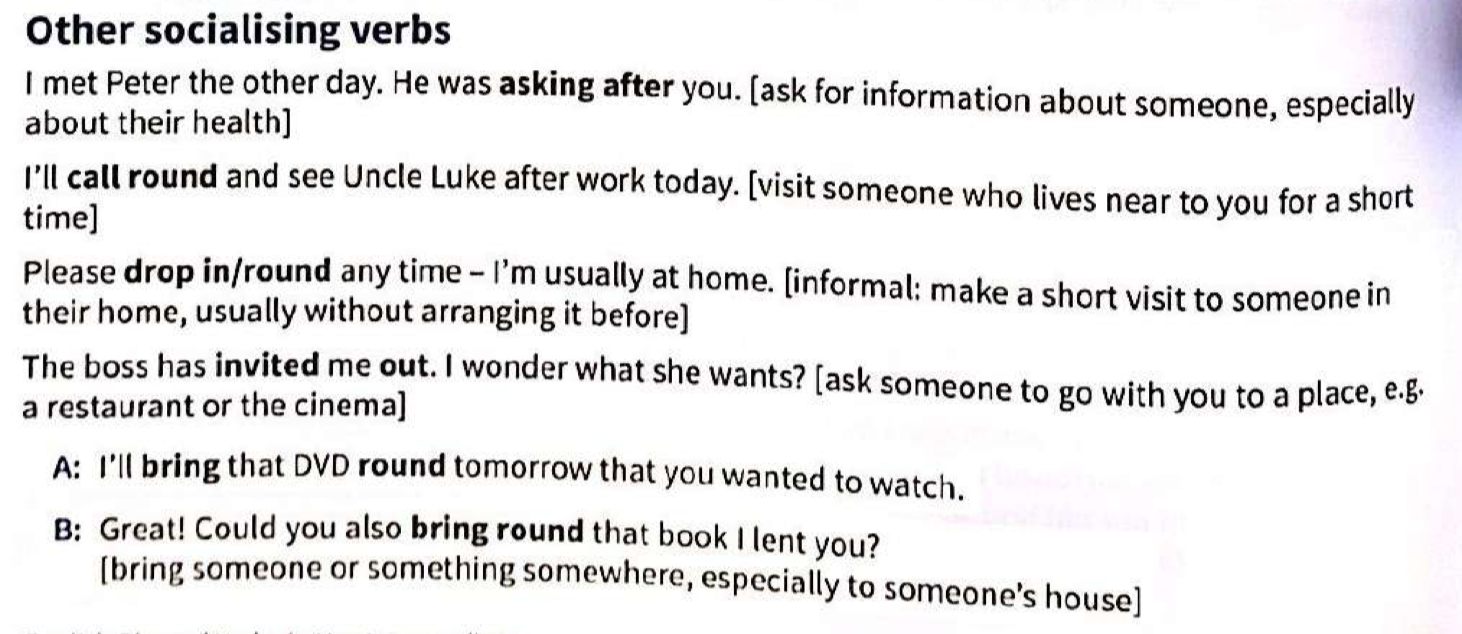 Other socialising verbs
I met Peter the other day. He was asking after you. [ask for information about someone, especially
about their health]
I'll call round and see Uncle Luke after work today. [visit someone who lives near to you for a short
time]
Please drop in/round any time – I'm usually at home. [informal: make a short visit to someone in
their home, usually without arranging it before]
The boss has invited me out. I wonder what she wants? [ask someone to go with you to a place, e.g.
a restaurant or the cinema]
A: I'll bring that DVD round tomorrow that you wanted to watch.
B: Great! Could you also bring round that book I lent you?
[bring someone or something somewhere, especially to someone's house]